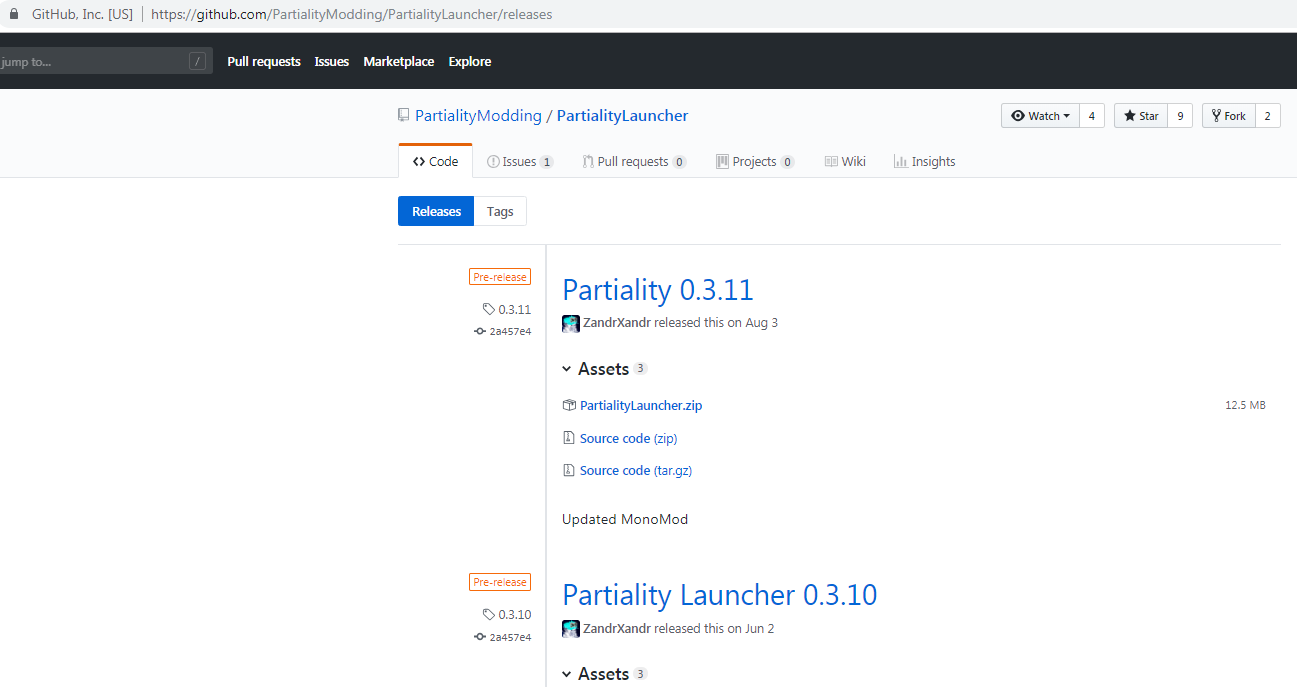 GitHub, Inc. [US] https://github.com/PartialityModding/PartialityLauncher/releases
jump to... / Pull requests Issues Marketplace Explore
PartialityModding / PartialityLauncher Watch 4 Star 9 Fork 2
Code Issues 1 Pull requests 0 Projects 0 Wiki Insights
Releases Tags
Pre-release
0.3.11
2a457e4
Partiality 0.3.11
ZandrXandr released this on Aug 3
Assets 3
PartialityLauncher.zip 12.5 MB
Source code (zip)
Source code (tar.gz)
Updated MonoMod
Pre-release
0.3.10
2a457e4
Partiality Launcher 0.3.10
ZandrXandr released this on Jun 2
Assets 3